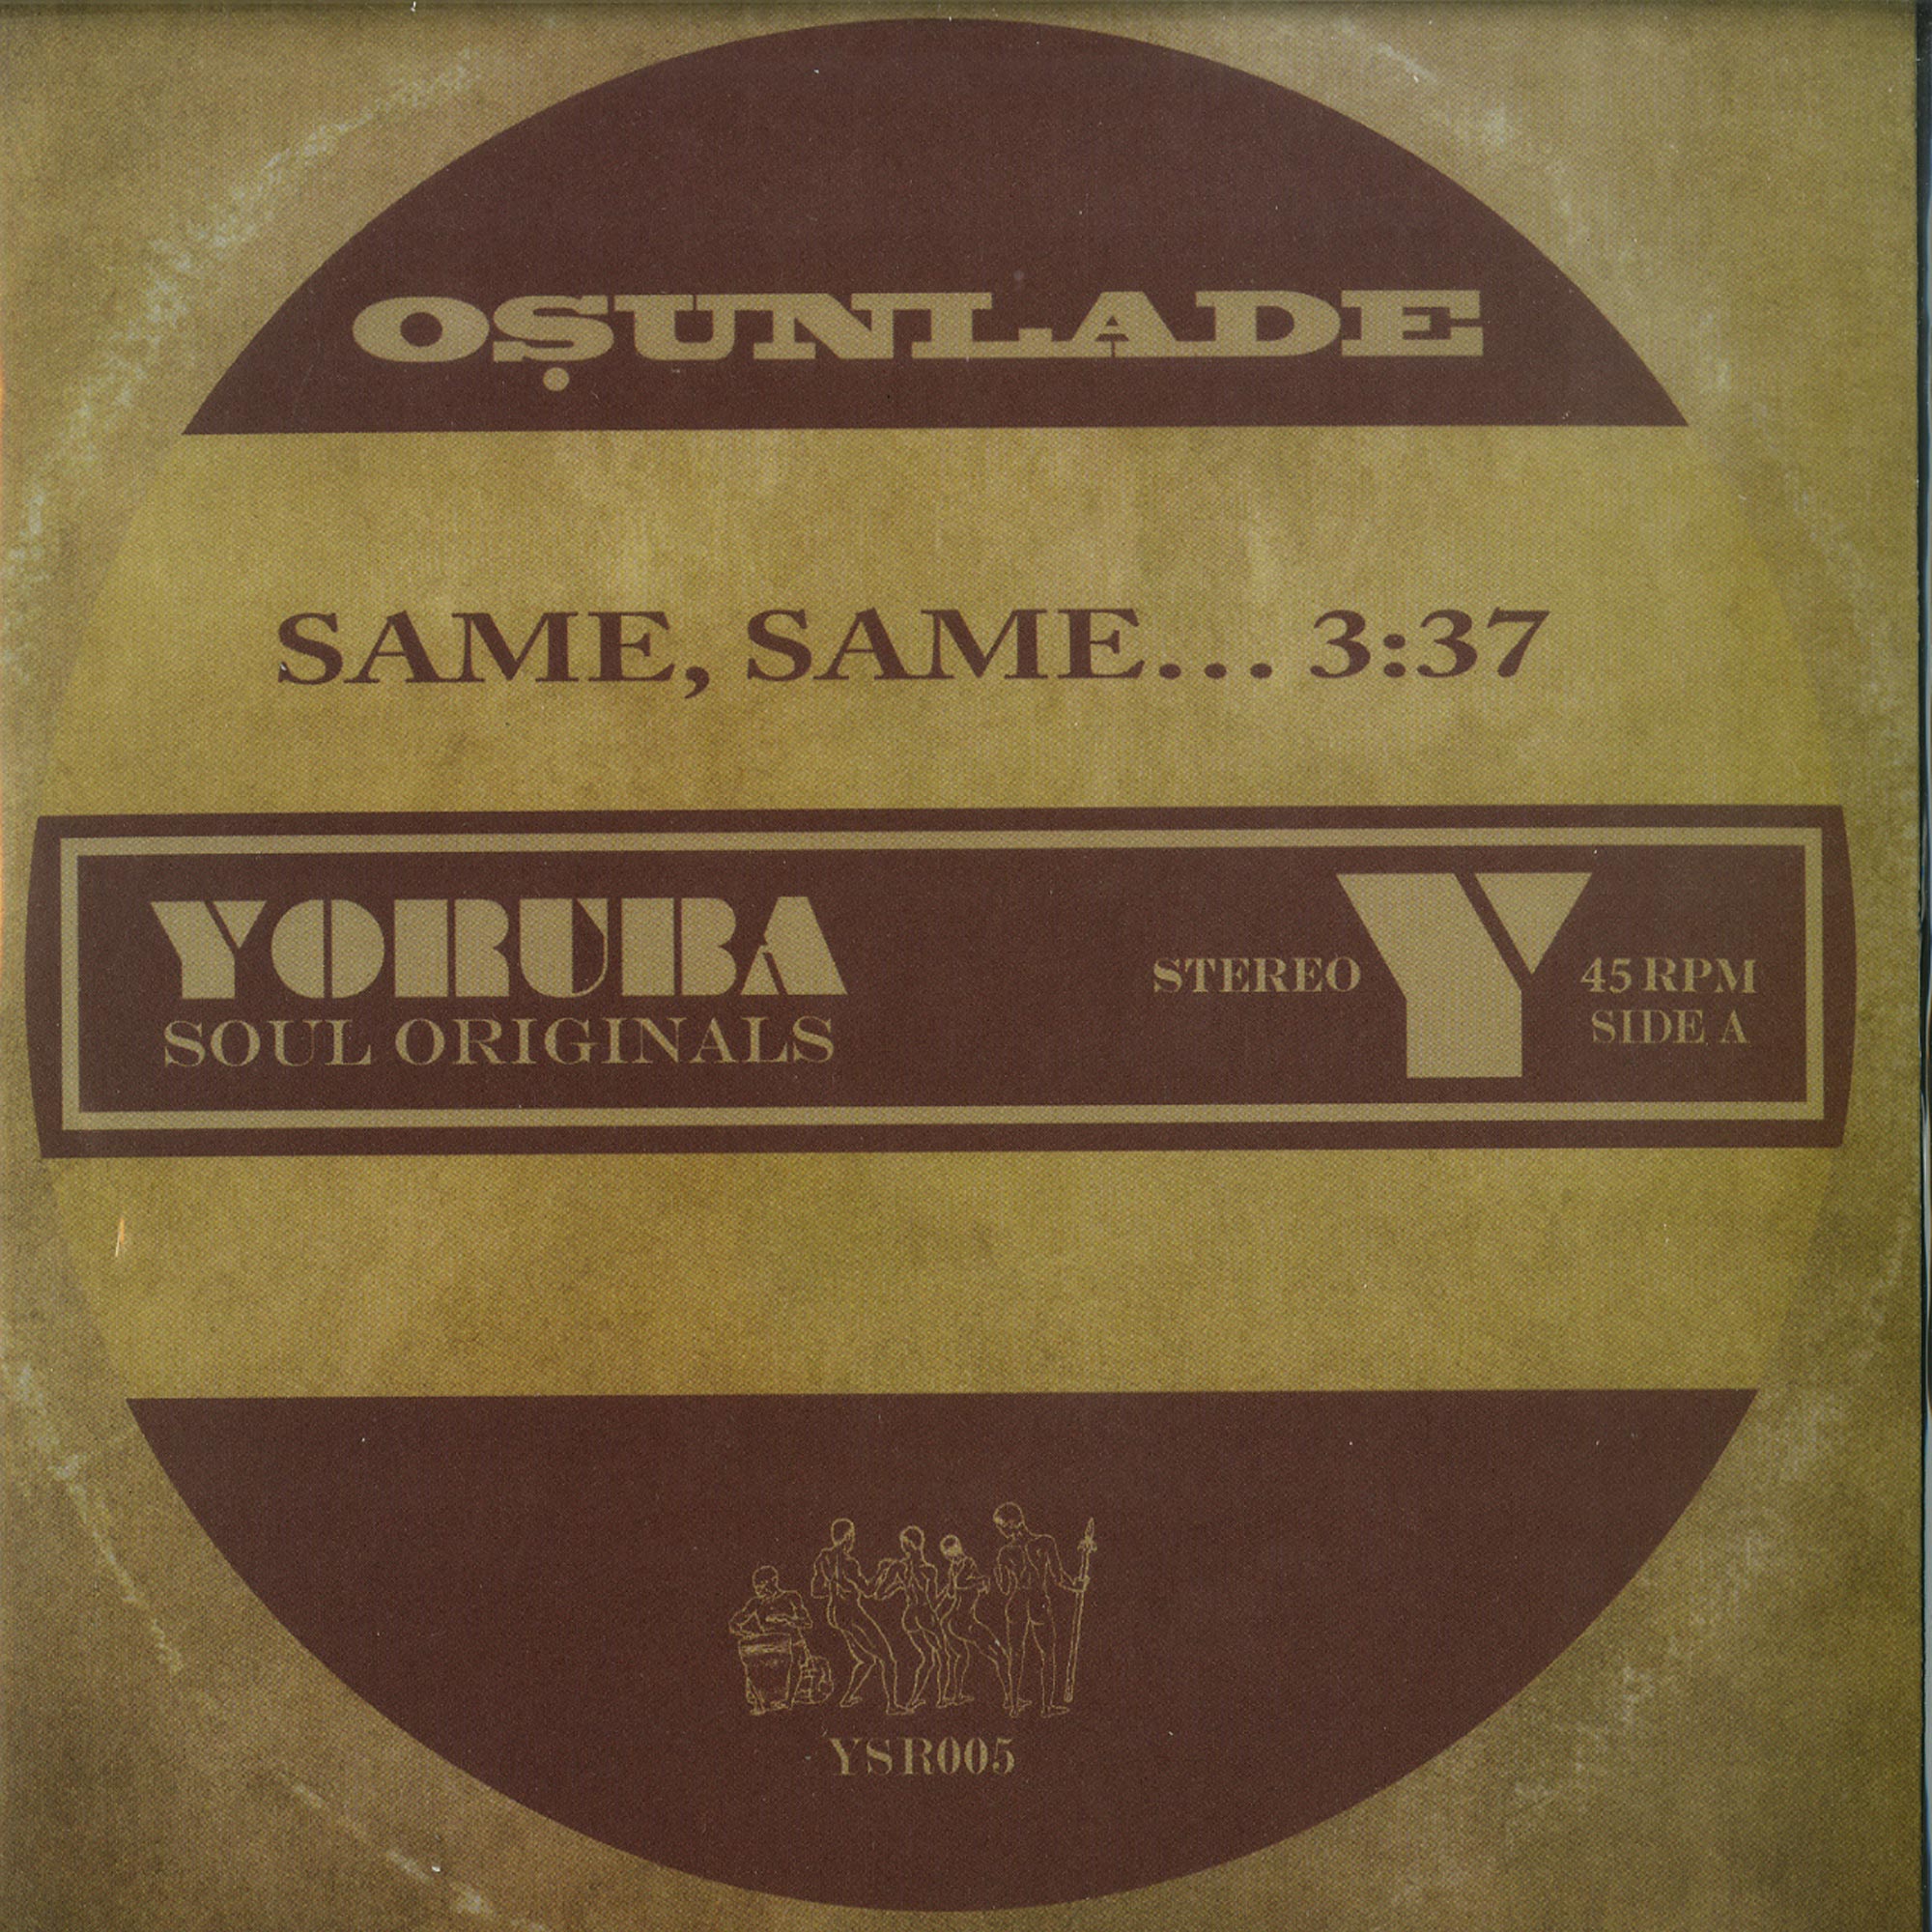 OṢUNLADE
SAME, SAME... 3:37
YORUBA
SOUL ORIGINALS
STEREO
Y
45 RPM
SIDE A
YSR005